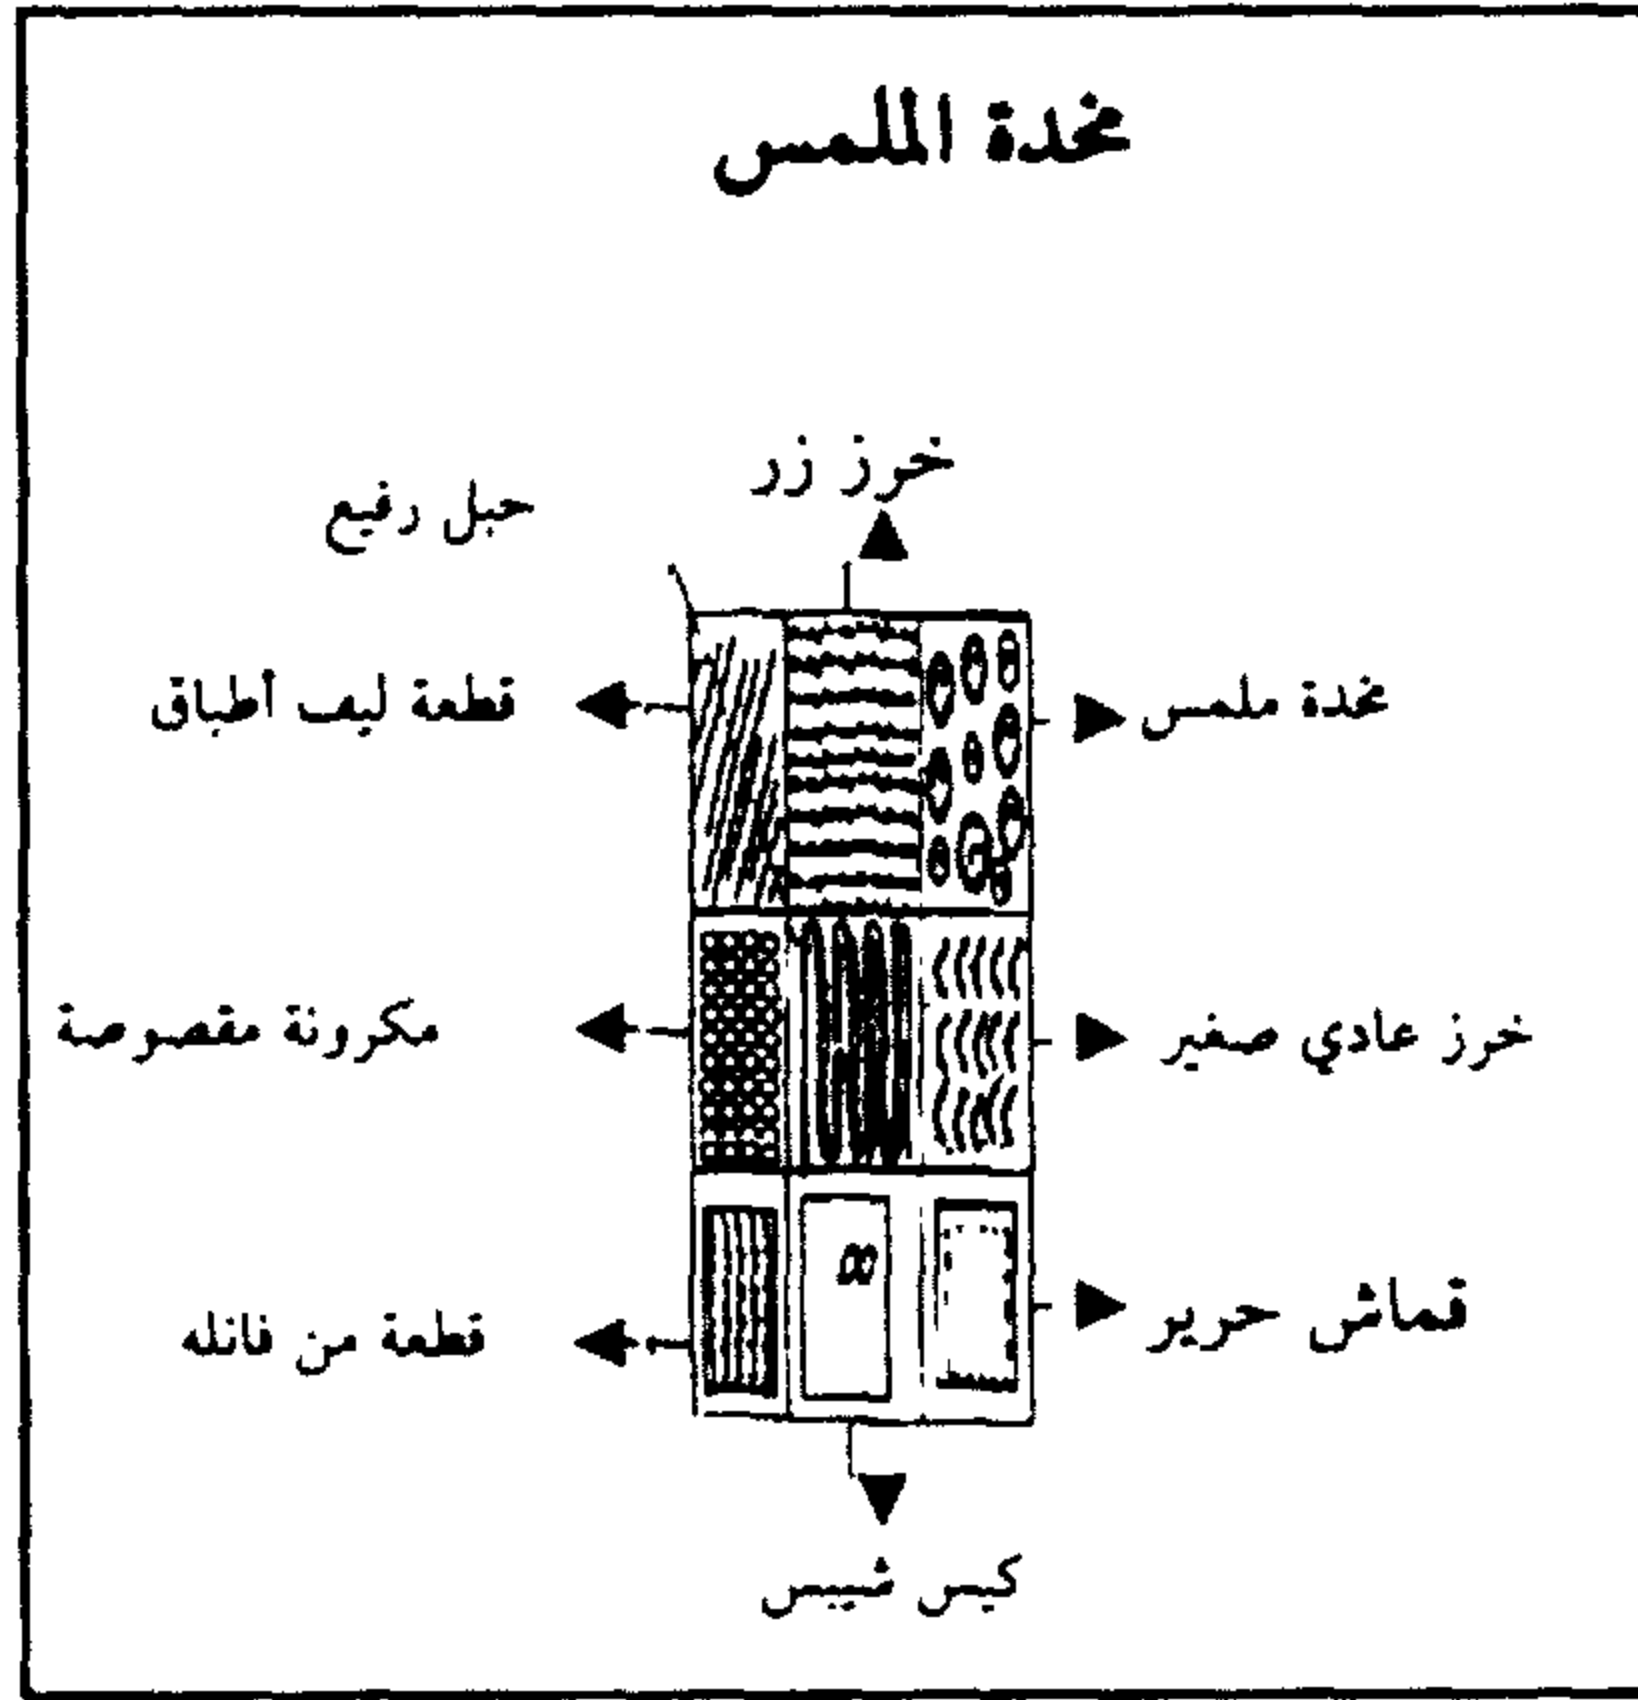 مخدة الملمس
خرز زر
حبل رفيع
مخدة ملمس
قطعة ليف أطباق
خرز عادي صغير
مكرونة مقصوصة
قماش حرير
قطعة من فانله
كيس شيبس